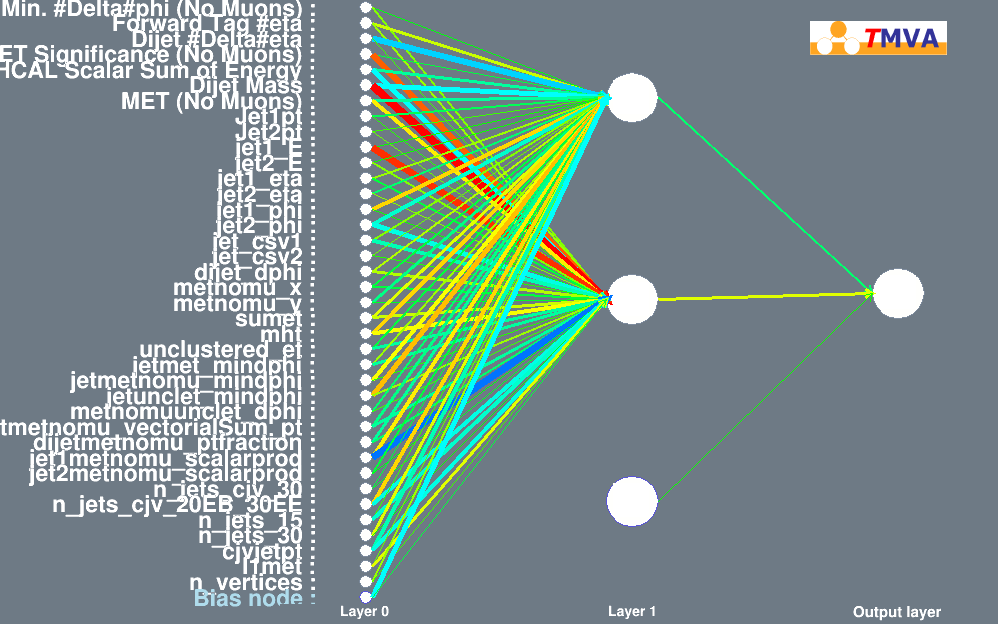 Min. #Delta#phi (No Muons)
Forward Tag #eta
Dijet #Delta#eta
ET Significance (No Muons)
HCAL Scalar Sum of Energy
Dijet Mass
MET (No Muons)
Jet1pt
Jet2pt
jet1_E
jet2_E
jet1_eta
jet2_eta
jet1_phi
jet2_phi
jet_csv1
jet_csv2
dijet_dphi
metnomu_x
metnomu_y
sumet
mht
unclustered_et
jetmet_mindphi
jetmetnomu_mindphi
jetunclet_mindphi
metnomuunclet_dphi
tmetnomu_vectorialSum_pt
dijetmetnomu_ptfraction
jet1metnomu_scalarprod
jet2metnomu_scalarprod
n_jets_cjv_30
n_jets_cjv_20EB_30EE
n_jets_15
n_jets_30
cjvjetpt
l1met
n_vertices
Bias node
Layer 0
Layer 1
Output layer
TMVA